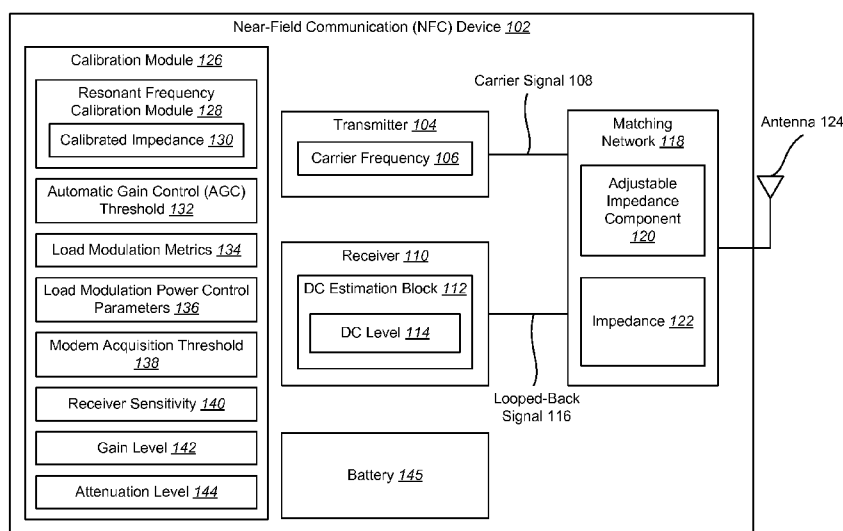 Near-Field Communication (NFC) Device 102
Calibration Module 126
Resonant Frequency
Calibration Module
128
Calibrated Impedance 130
Automatic Gain Control (AGC)
Threshold 132
Load Modulation Metrics 134
Load Modulation Power Control
Parameters 136
Modem Acquisition Threshold
138
Receiver Sensitivity 140
Gain Level 142
Attenuation Level 144
Transmitter 104
Carrier Frequency 106
Carrier Signal 108
Receiver 110
DC Estimation Block 112
DC Level 114
Looped-Back
Signal 116
Battery 145
Matching
Network 118
Adjustable
Impedance
Component
120
Impedance 122
Antenna 124